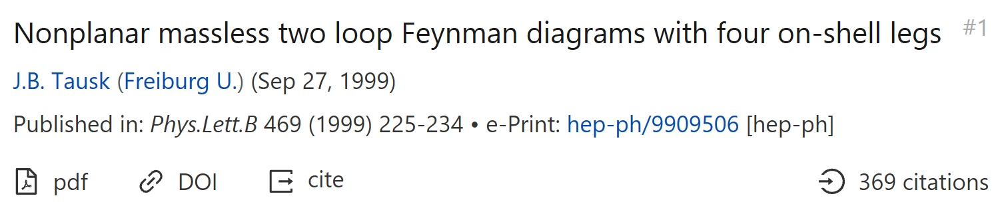 Nonplanar massless two loop Feynman diagrams with four on-shell legs #1
J.B. Tausk (Freiburg U.) (Sep 27, 1999)
Published in: Phys.Lett.B 469 (1999) 225-234 • e-Print: hep-ph/9909506 [hep-ph]
pdf DOI cite 369 citations